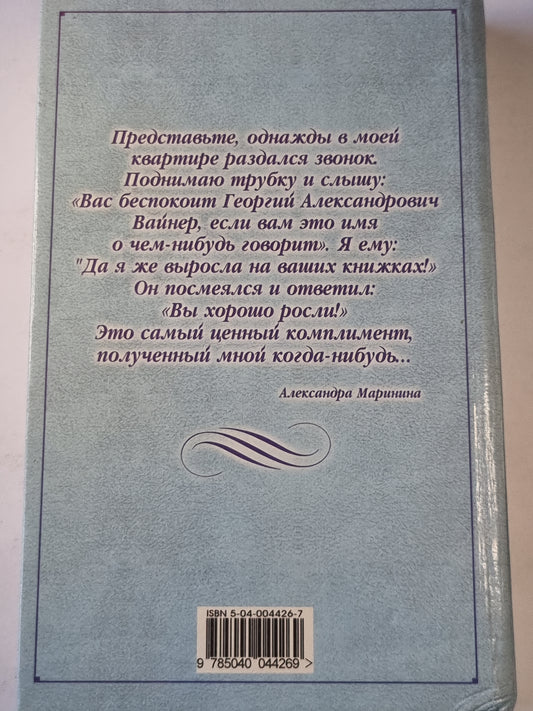 Представьте, однажды в моей
квартире раздался звонок.
Поднимаю трубку и слышу:
«Вас беспокоит Георгий Александрович
Вайнер, если вам это имя
о чем-нибудь говорит». Я ему:
"Да я же выросла на ваших книжках!»
Он посмеялся и ответил:
«Вы хорошо росли!»
Это самый ценный комплимент,
полученный мной когда-нибудь...
Александра Маринина
ISBN 5-04-004426-7
9 785040 044269 >